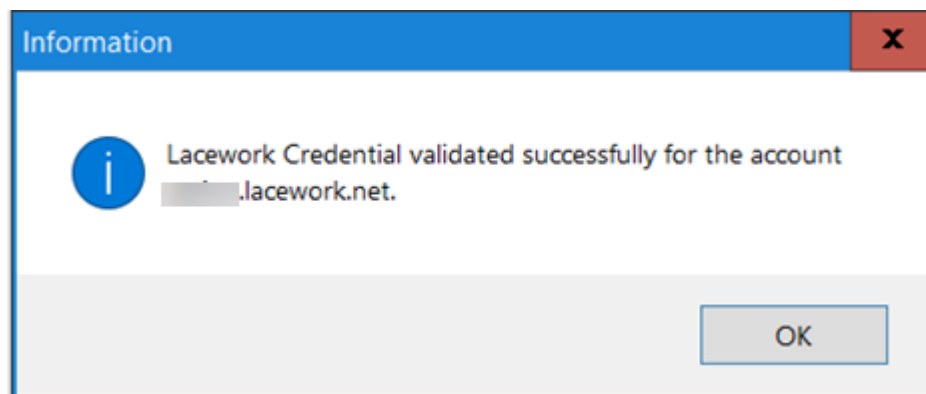 Information
Lacework Credential validated successfully for the account
.lacework.net.
OK